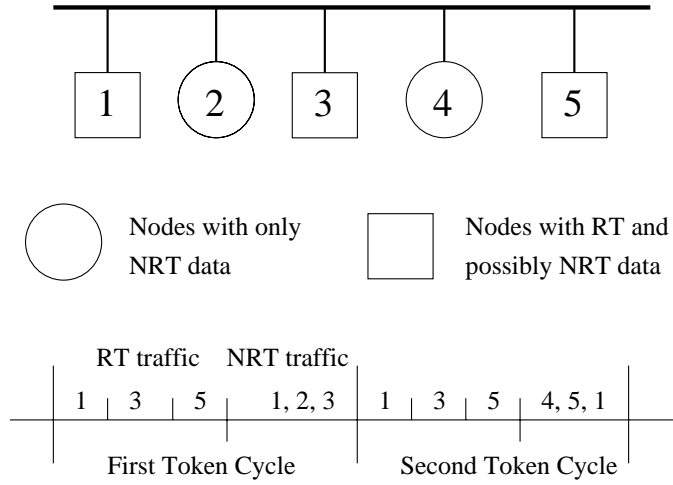 1 2 3 4 5
Nodes with only
NRT data
Nodes with RT and
possibly NRT data
RT traffic NRT traffic
1 3 5 1, 2, 3 1 3 5 4, 5, 1
First Token Cycle Second Token Cycle